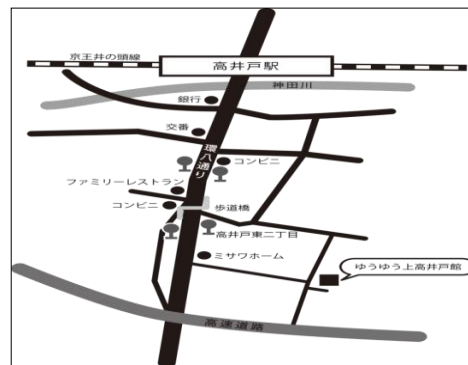 京王井の頭線
高井戸駅
神田川
銀行
交番
環八通り
コンビニ
ファミリーレストラン
コンビニ
歩道橋
高井戸東二丁目
ミサワホーム
ゆうゆう上高井戸館
高速道路